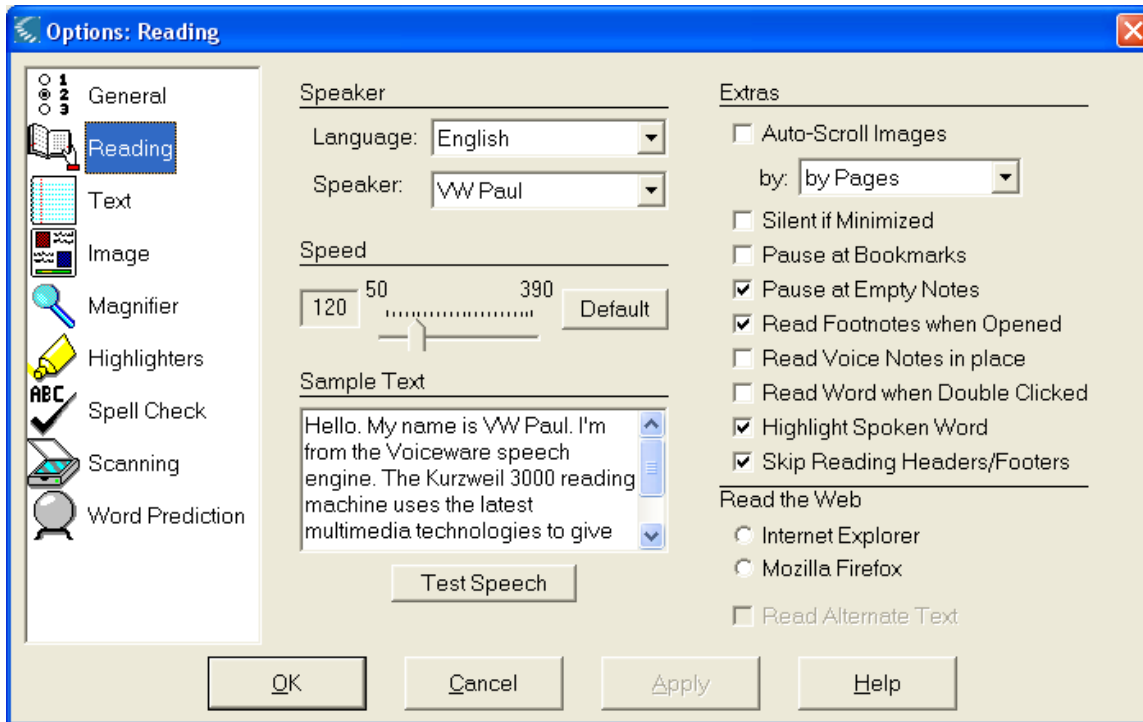 Options: Reading
1
2
3
General
Reading
Text
Image
Magnifier
Highlighters
ABC
Spell Check
Scanning
Word Prediction
Speaker
Language: English
Speaker: VW Paul
Speed
120
50 390
Default
Sample Text
Hello. My name is VW Paul. I'm
from the Voiceware speech
engine. The Kurzweil 3000 reading
machine uses the latest
multimedia technologies to give
Test Speech
Extras
Auto-Scroll Images
by: by Pages
Silent if Minimized
Pause at Bookmarks
Pause at Empty Notes
Read Footnotes when Opened
Read Voice Notes in place
Read Word when Double Clicked
Highlight Spoken Word
Skip Reading Headers/Footers
Read the Web
Internet Explorer
Mozilla Firefox
Read Alternate Text
OK Cancel Apply Help